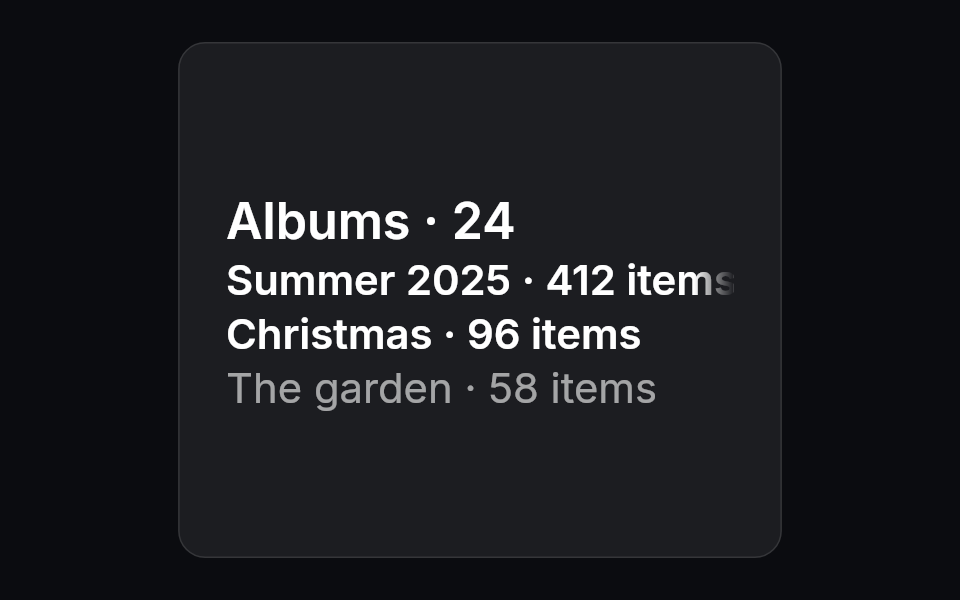 Albums · 24
Summer 2025 · 412 items
Christmas · 96 items
The garden · 58 items